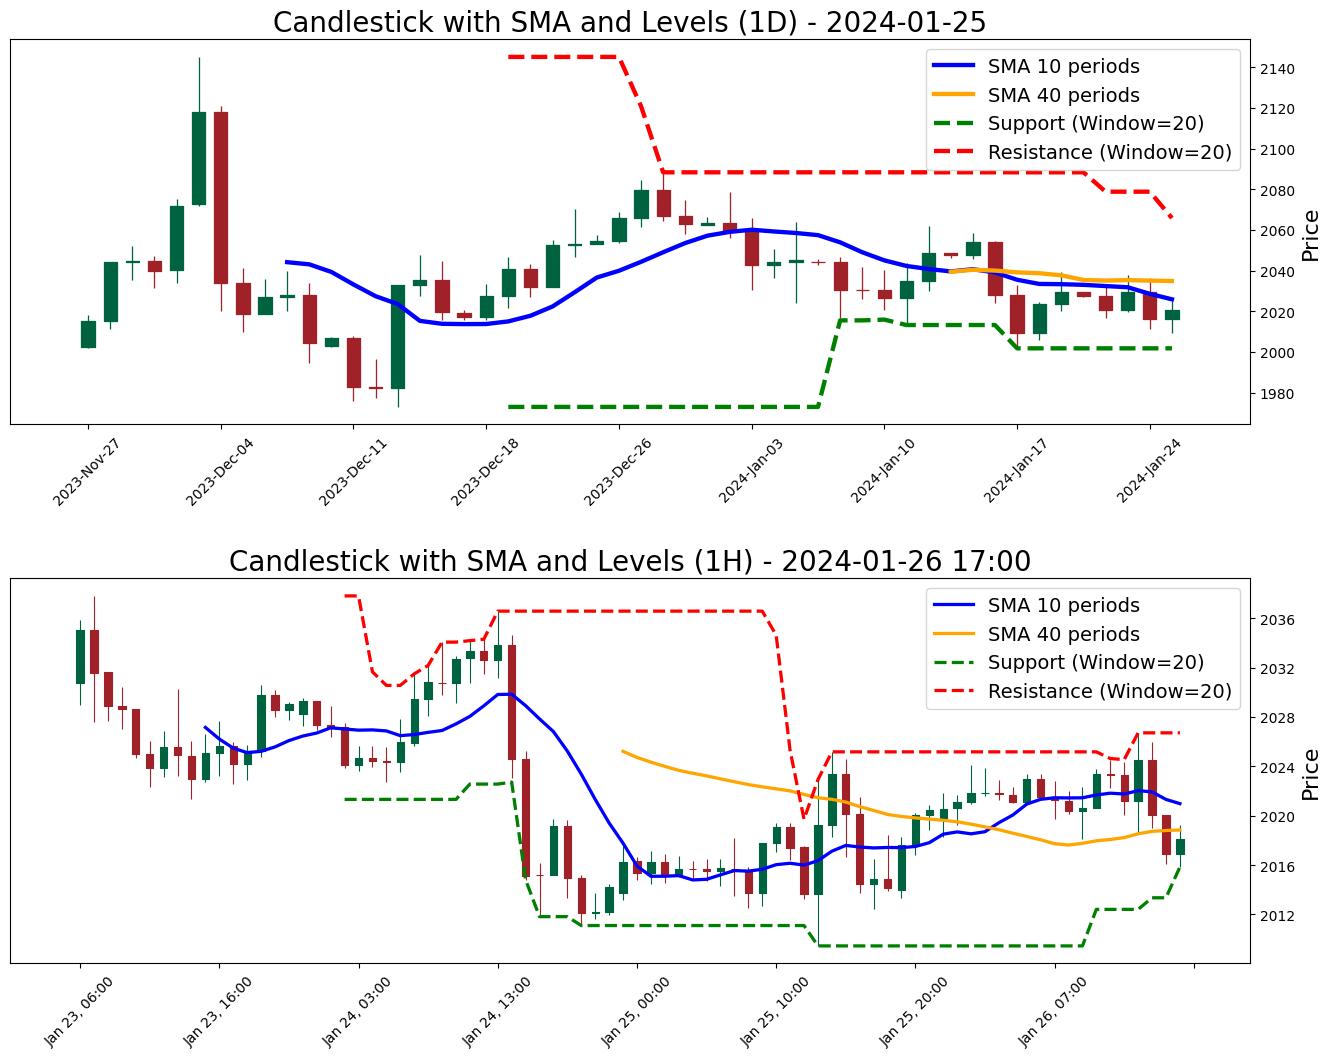 Candlestick with SMA and Levels (1D) - 2024-01-25
SMA 10 periods
SMA 40 periods
Support (Window=20)
Resistance (Window=20)
2140
2120
2100
2080
2060
2040
2020
2000
1980
Price
2023-Nov-27
2023-Dec-04
2023-Dec-11
2023-Dec-18
2023-Dec-26
2024-Jan-03
2024-Jan-10
2024-Jan-17
2024-Jan-24
Candlestick with SMA and Levels (1H) - 2024-01-26 17:00
SMA 10 periods
SMA 40 periods
Support (Window=20)
Resistance (Window=20)
2036
2032
2028
2024
2020
2016
2012
Price
Jan 23, 06:00
Jan 23, 16:00
Jan 24, 03:00
Jan 24, 13:00
Jan 25, 00:00
Jan 25, 10:00
Jan 25, 20:00
Jan 26, 07:00